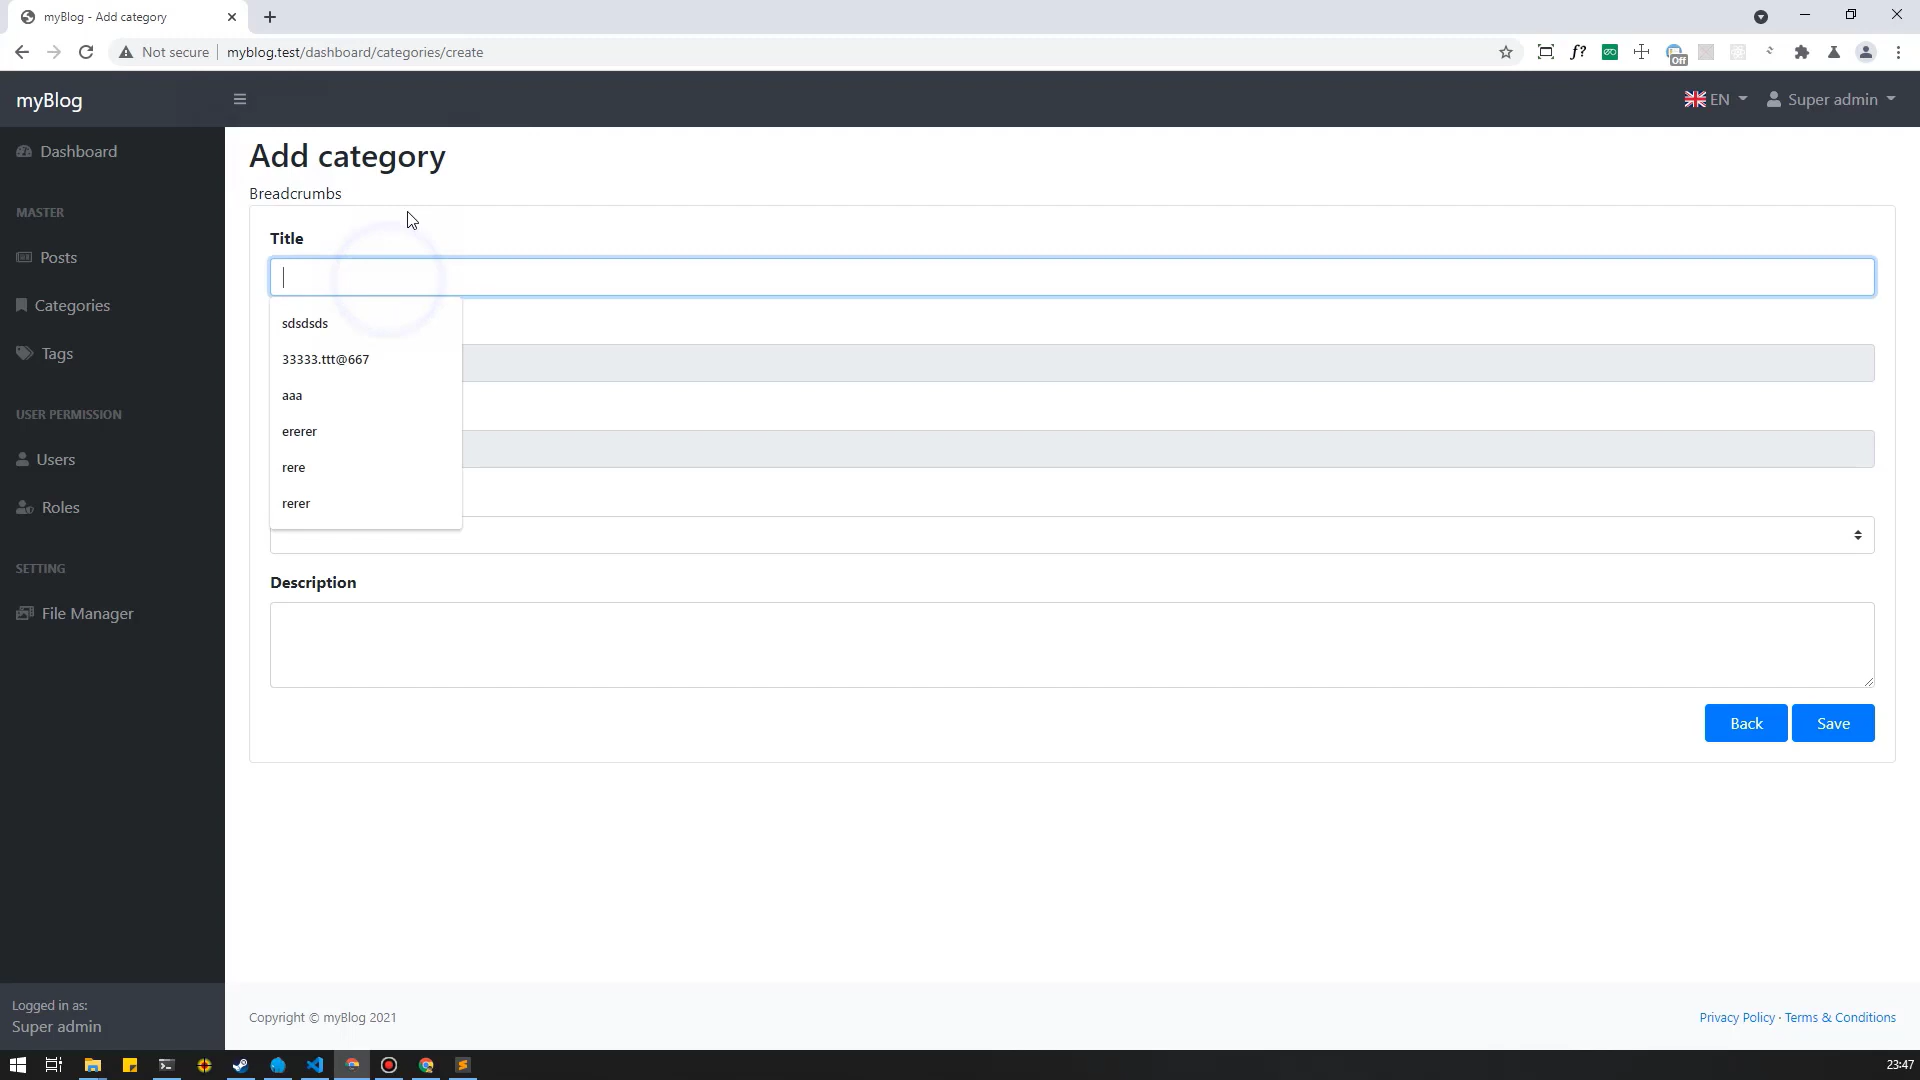 myBlog - Add category
Not secure
myblog.test/dashboard/categories/create
f?
Off
myBlog
EN
Super admin
Dashboard
MASTER
Posts
Categories
Tags
USER PERMISSION
Users
Roles
SETTING
File Manager
Logged in as:
Super admin
Add category
Breadcrumbs
Title
sdsdsds
33333.ttt@667
aaa
ererer
rere
rerer
Description
Back
Save
Copyright © myBlog 2021
Privacy Policy · Terms & Conditions
23:47